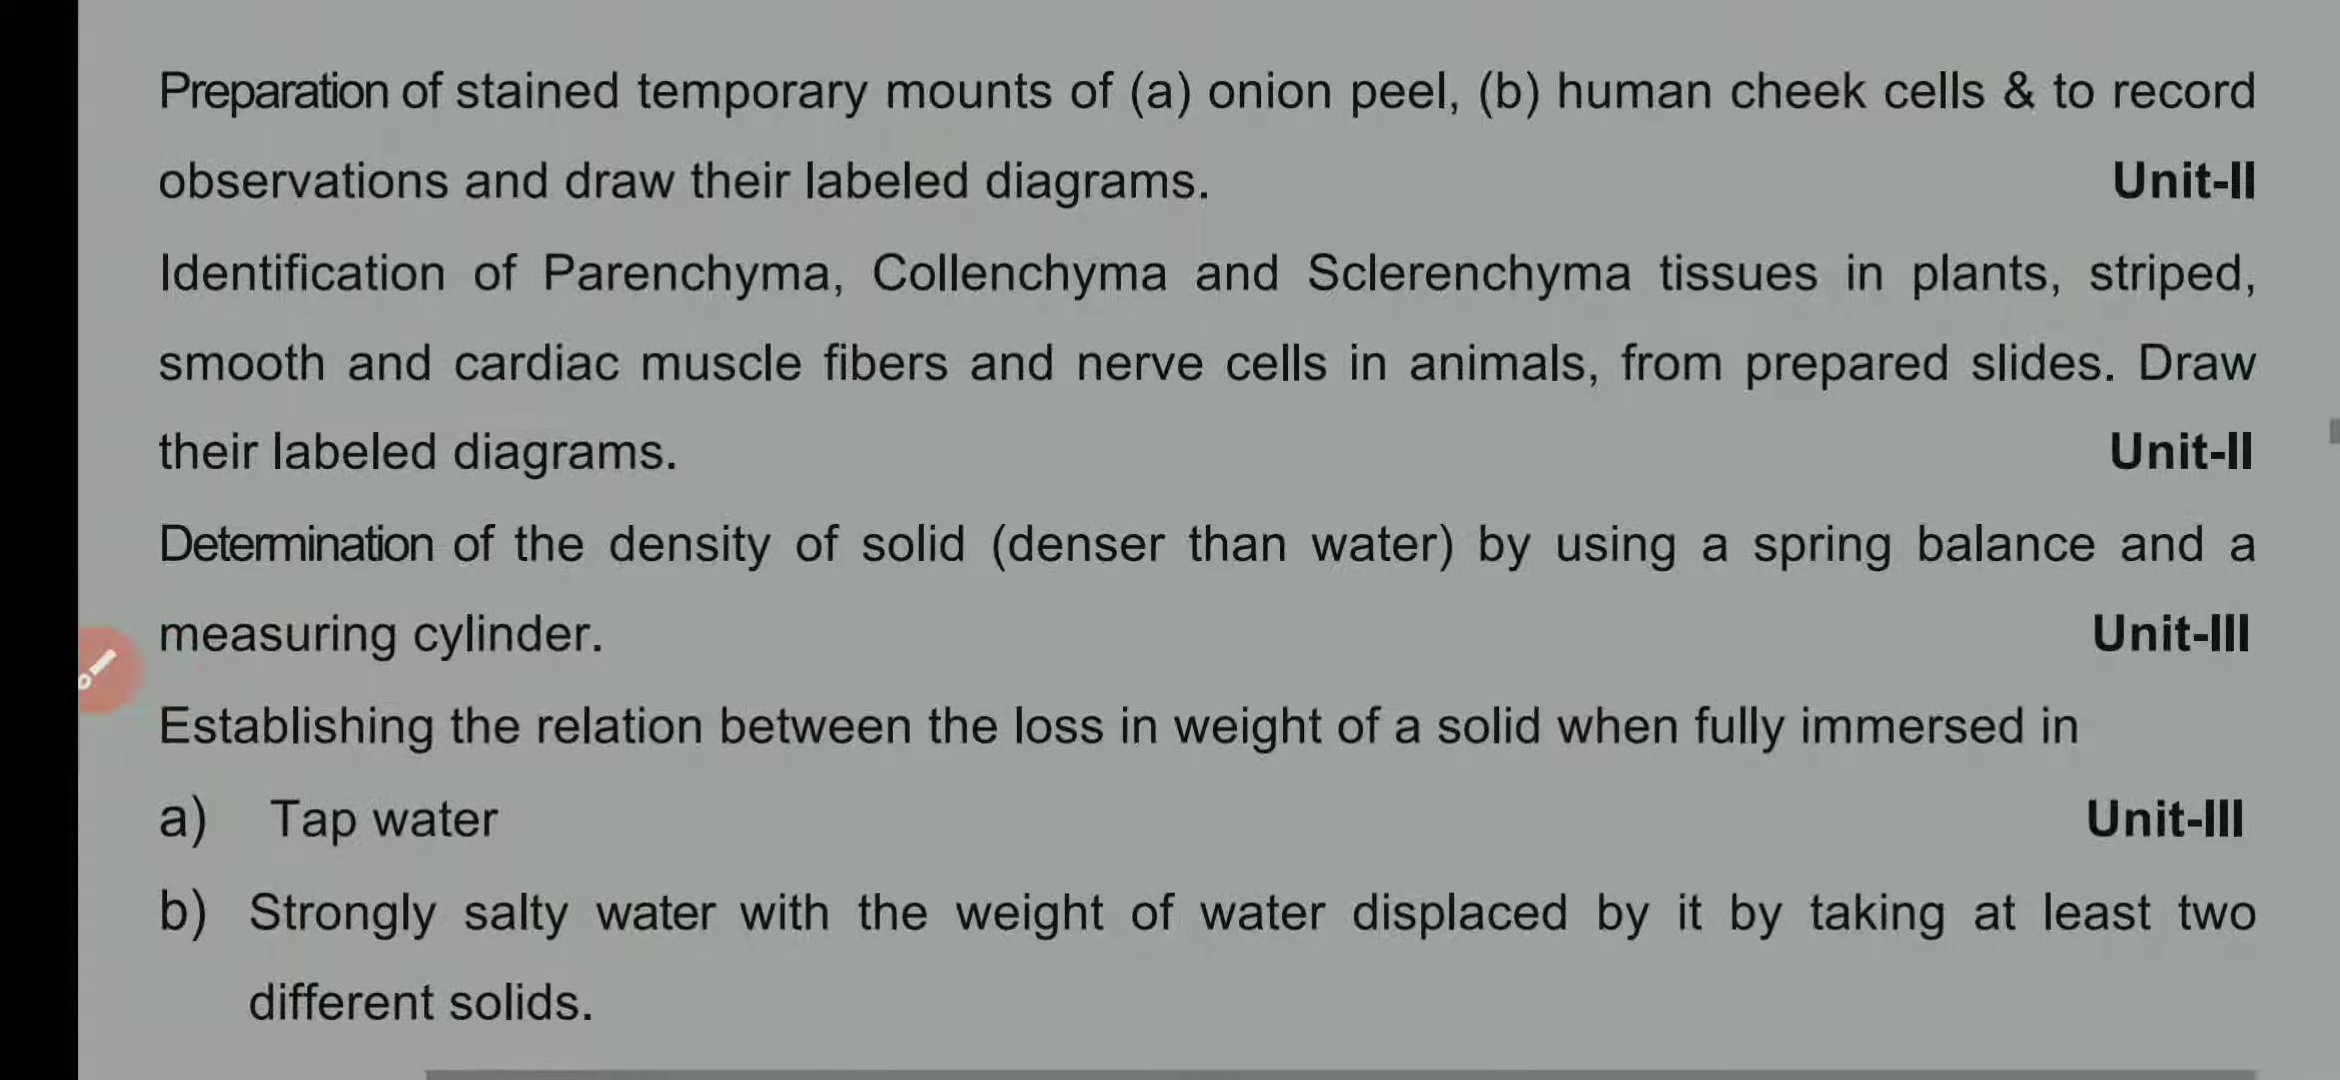 Preparation of stained temporary mounts of (a) onion peel, (b) human cheek cells & to record
observations and draw their labeled diagrams. Unit-II
Identification of Parenchyma, Collenchyma and Sclerenchyma tissues in plants, striped,
smooth and cardiac muscle fibers and nerve cells in animals, from prepared slides. Draw
their labeled diagrams. Unit-II
Determination of the density of solid (denser than water) by using a spring balance and a
measuring cylinder. Unit-III
Establishing the relation between the loss in weight of a solid when fully immersed in
a) Tap water Unit-III
b) Strongly salty water with the weight of water displaced by it by taking at least two
different solids.